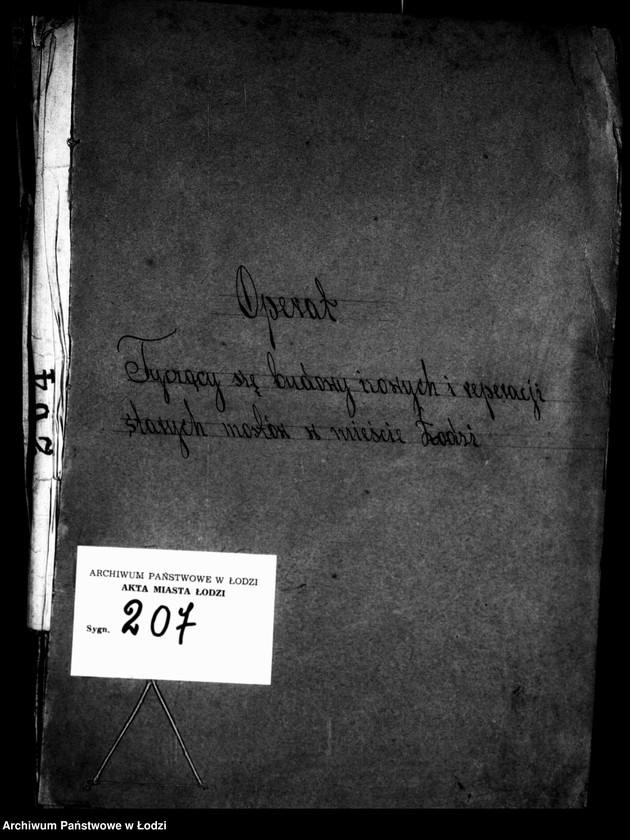 Operat
Tyczący się budowy nowych i reperacji
starych mostów w mieście Łodzi
207
ARCHIWUM PAŃSTWOWE W ŁODZI
AKTA MIASTA ŁODZI
Sygn. 207
Archiwum Państwowe w Łodzi